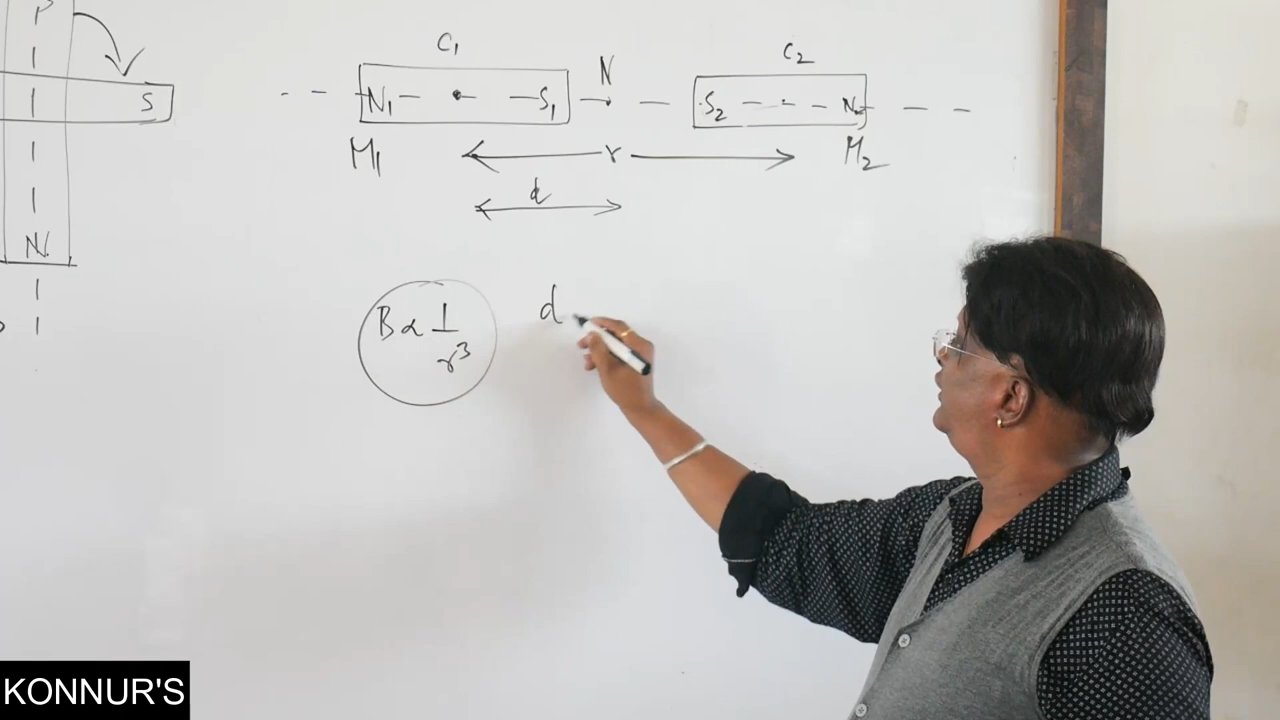 P
S
N
C₁
N
C₂
N₁ S₁
S₂ N₂
M₁ r M₂
d
B ∝ 1/r³
d
KONNUR'S